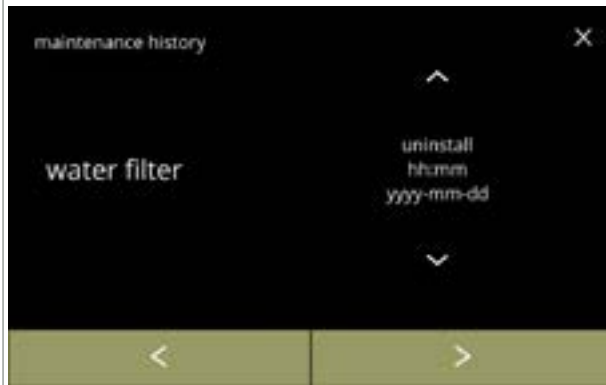 maintenance history
water filter
uninstall
hh:mm
yyyy-mm-dd